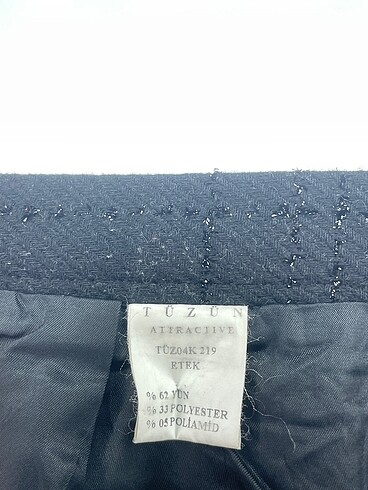 TÜZÜN
ATTRACTIVE
TÜZ04K 219
ETEK
% 62 YÜN
% 33 POLYESTER
% 05 POLİAMİD